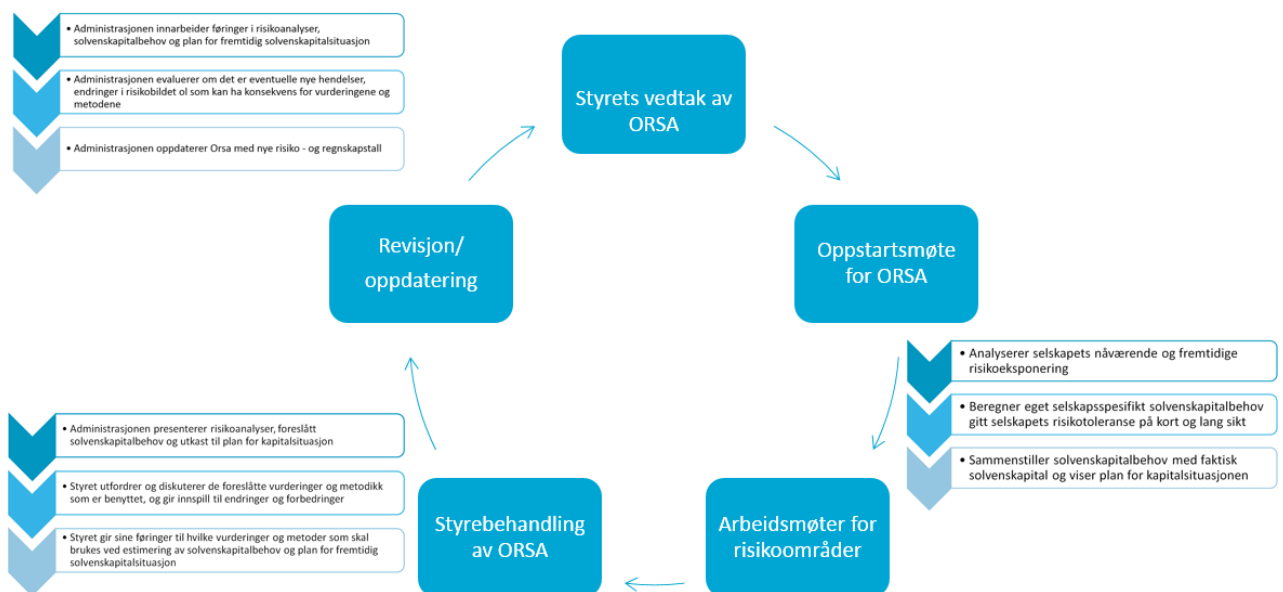 • Administrasjonen innarbeider føringer i risikoanalyser,
solvenskapitalbehov og plan for fremtidig solvenskapitalsituasjon
• Administrasjonen evaluerer om det er eventuelle nye hendelser,
endringer i risikobildet ol som kan ha konsekvens for vurderingene og
metodene
• Administrasjonen oppdaterer Orsa med nye risiko - og regnskapstall
Styrets vedtak av
ORSA
Oppstartsmøte
for ORSA
• Analyserer selskapets nåværende og fremtidige
risikoeksponering
• Beregner eget selskapsspesifikt solvenskapitalbehov
gitt selskapets risikotoleranse på kort og lang sikt
• Sammenstiller solvenskapitalbehov med faktisk
solvenskapital og viser plan for kapitalsituasjonen
Arbeidsmøter for
risikoområder
Styrebehandling
av ORSA
• Administrasjonen presenterer risikoanalyser, foreslått
solvenskapitalbehov og utkast til plan for kapitalsituasjon
• Styret utfordrer og diskuterer de foreslåtte vurderinger og metodikk
som er benyttet, og gir innspill til endringer og forbedringer
• Styret gir sine føringer til hvilke vurderinger og metoder som skal
brukes ved estimering av solvenskapitalbehov og plan for fremtidig
solvenskapitalsituasjon
Revisjon/
oppdatering